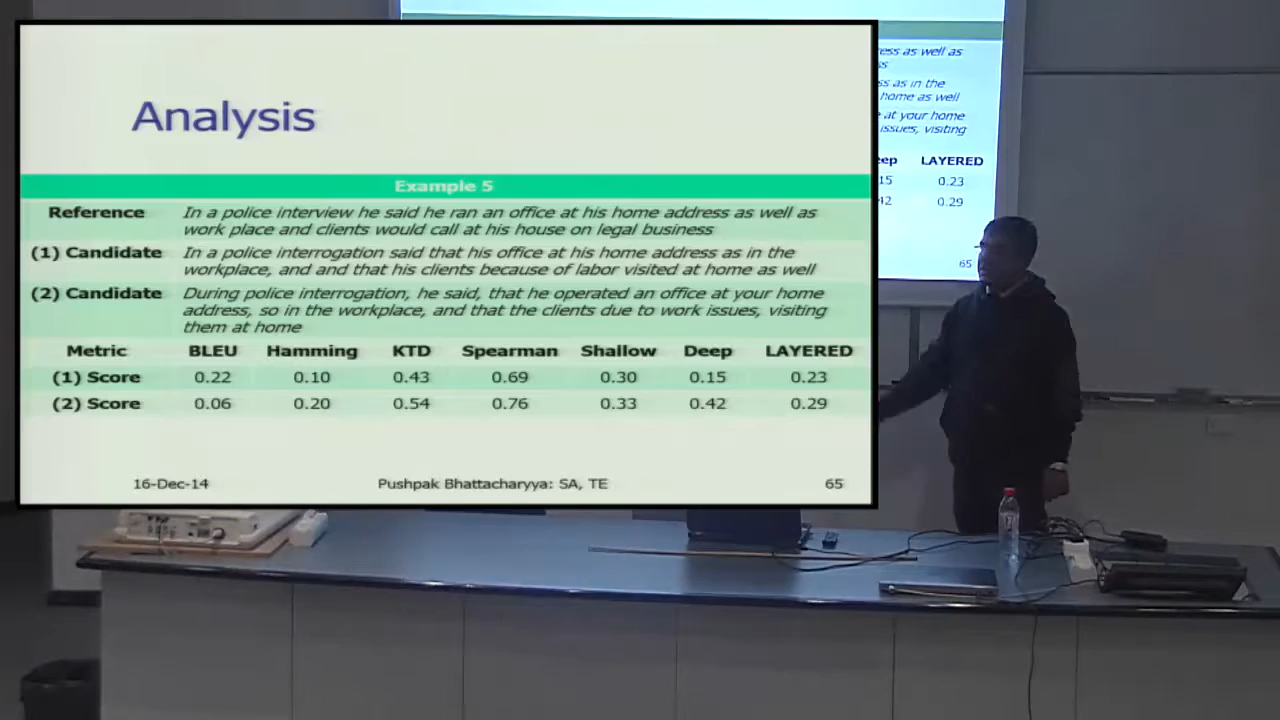 Analysis
Example 5
Reference In a police interview he said he ran an office at his home address as well as
work place and clients would call at his house on legal business
(1) Candidate In a police interrogation said that his office at his home address as in the
workplace, and and that his clients because of labor visited at home as well
(2) Candidate During police interrogation, he said, that he operated an office at your home
address, so in the workplace, and that the clients due to work issues, visiting
them at home
Metric BLEU Hamming KTD Spearman Shallow Deep LAYERED
(1) Score 0.22 0.10 0.43 0.69 0.30 0.15 0.23
(2) Score 0.06 0.20 0.54 0.76 0.33 0.42 0.29
16-Dec-14 Pushpak Bhattacharyya: SA, TE 65
ess as well as
ss as in the
home as well
at your home
issues, visiting
eep LAYERED
15 0.23
42 0.29
65